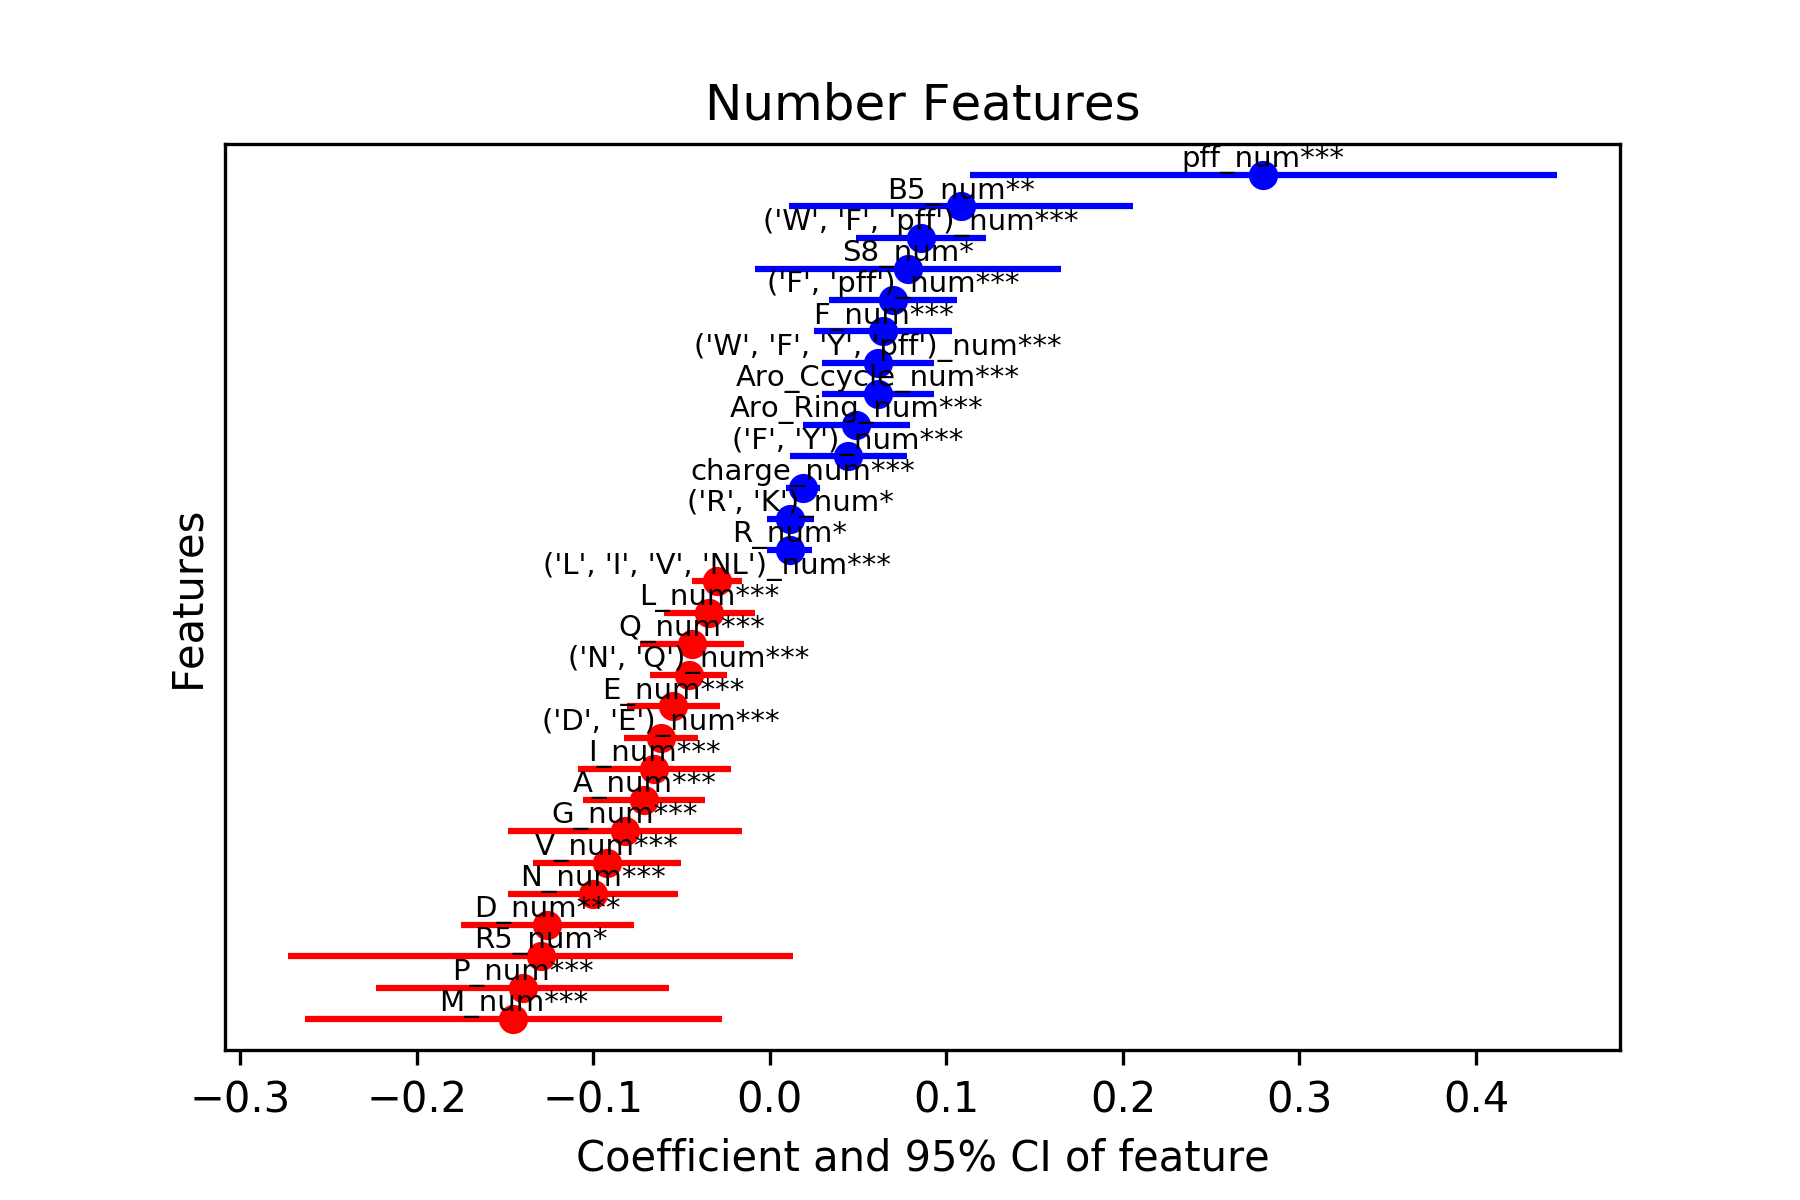 Number Features
pff_num***
B5_num**
('W', 'F', 'pff')_num***
S8_num*
('F', 'pff')_num***
F_num***
('W', 'F', 'Y', 'pff')_num***
Aro_Ccycle_num***
Aro_Ring_num***
('F', 'Y')_num***
charge_num***
('R', 'K')_num*
R_num*
('L', 'I', 'V', 'NL')_num***
L_num***
Q_num***
('N', 'Q')_num***
E_num***
('D', 'E')_num***
I_num***
A_num***
G_num***
V_num***
N_num***
D_num***
R5_num*
P_num***
M_num***
Features
−0.3 −0.2 −0.1 0.0 0.1 0.2 0.3 0.4
Coefficient and 95% CI of feature